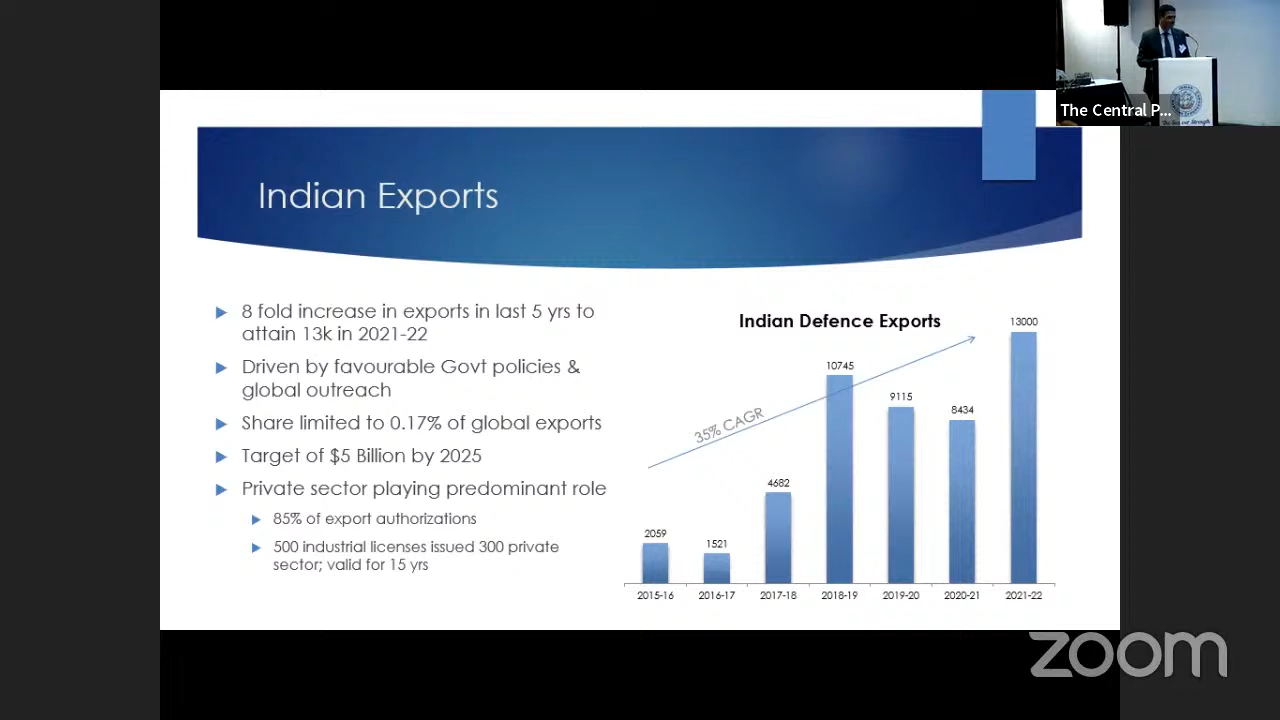 The Central P...
Indian Exports
8 fold increase in exports in last 5 yrs to
attain 13k in 2021-22
Driven by favourable Govt policies &
global outreach
Share limited to 0.17% of global exports
Target of $5 Billion by 2025
Private sector playing predominant role
85% of export authorizations
500 industrial licenses issued 300 private
sector; valid for 15 yrs
Indian Defence Exports
35% CAGR
2059
1521
4682
10745
9115
8434
13000
2015-16
2016-17
2017-18
2018-19
2019-20
2020-21
2021-22
zoom